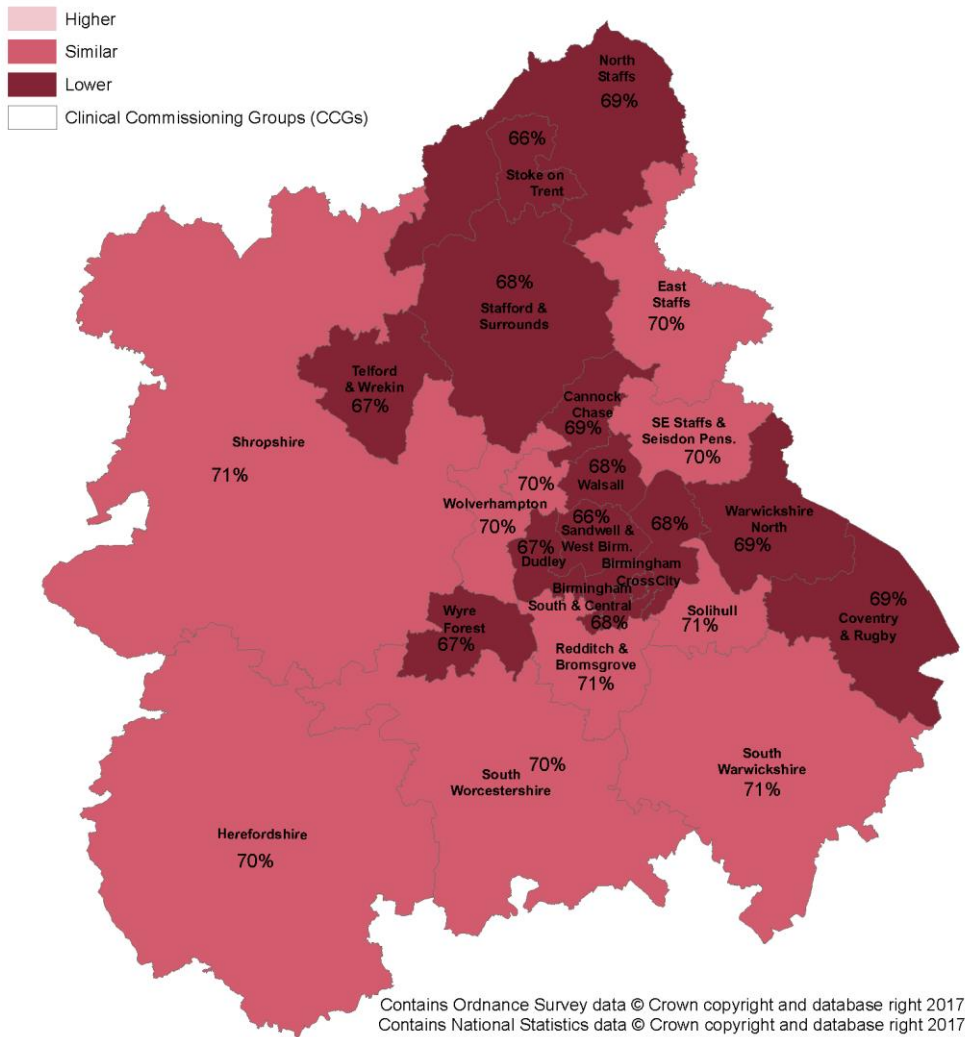 Higher
Similar
Lower
Clinical Commissioning Groups (CCGs)
North
Staffs
69%
66%
Stoke on
Trent
68%
Stafford &
Surrounds
East
Staffs
70%
Telford
& Wrekin
67%
Cannock
Chase
69%
SE Staffs &
Seisdon Pens.
70%
Shropshire
71%
68%
Walsall
70%
Wolverhampton
70%
66%
Sandwell &
West Birm.
68%
Warwickshire
North
69%
67%
Dudley
Birmingham
CrossCity
Birmingham
South & Central
68%
Wyre
Forest
67%
Solihull
71%
69%
Coventry
& Rugby
Redditch &
Bromsgrove
71%
South
Warwickshire
71%
70%
South
Worcestershire
Herefordshire
70%
Contains Ordnance Survey data © Crown copyright and database right 2017
Contains National Statistics data © Crown copyright and database right 2017